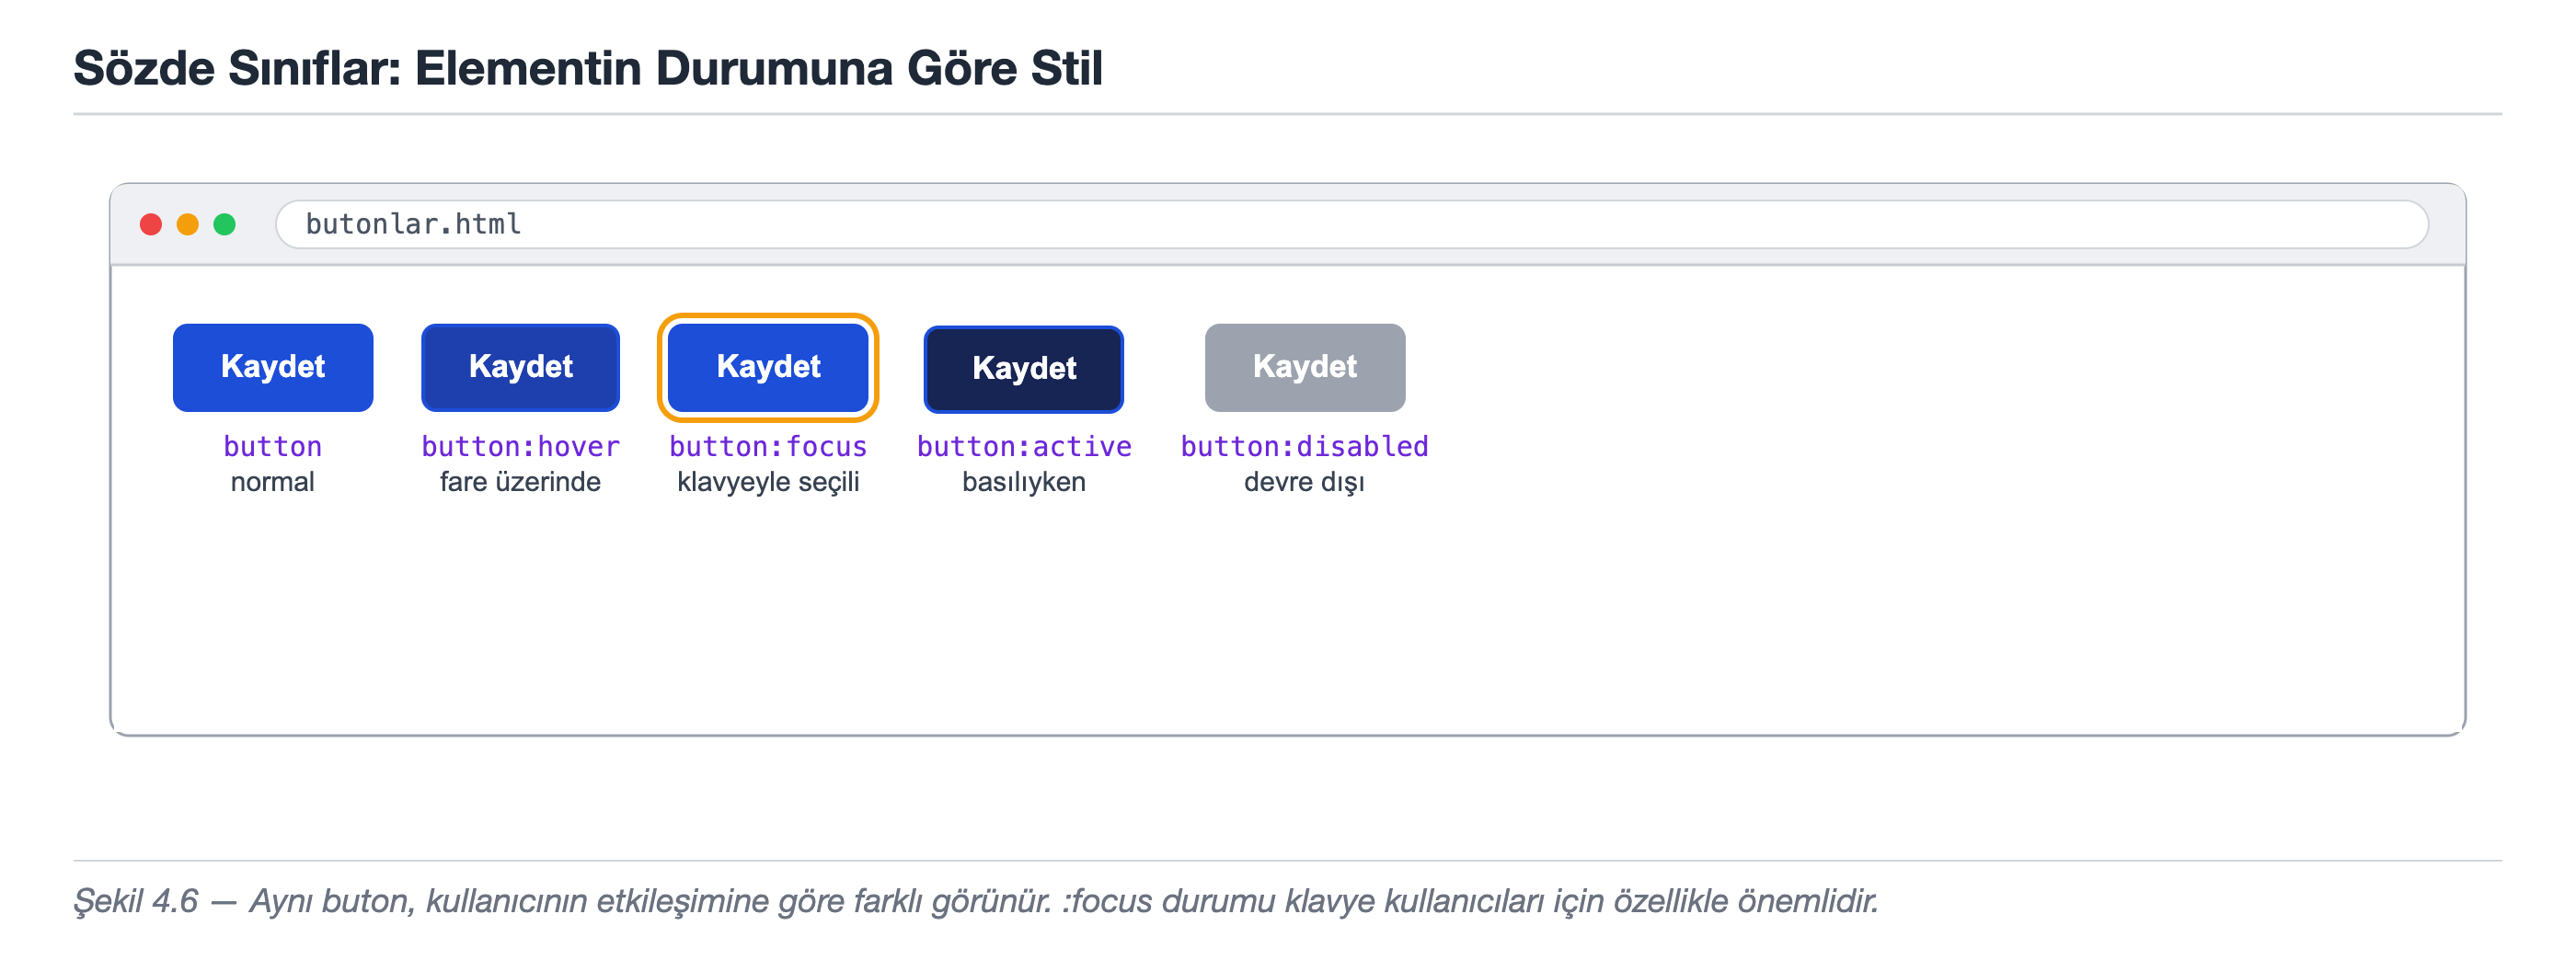 Sözde Sınıflar: Elementin Durumuna Göre Stil
butonlar.html
Kaydet Kaydet Kaydet Kaydet Kaydet
button button:hover button:focus button:active button:disabled
normal fare üzerinde klavyeyle seçili basılıyken devre dışı
Şekil 4.6 — Aynı buton, kullanıcının etkileşimine göre farklı görünür. :focus durumu klavye kullanıcıları için özellikle önemlidir.